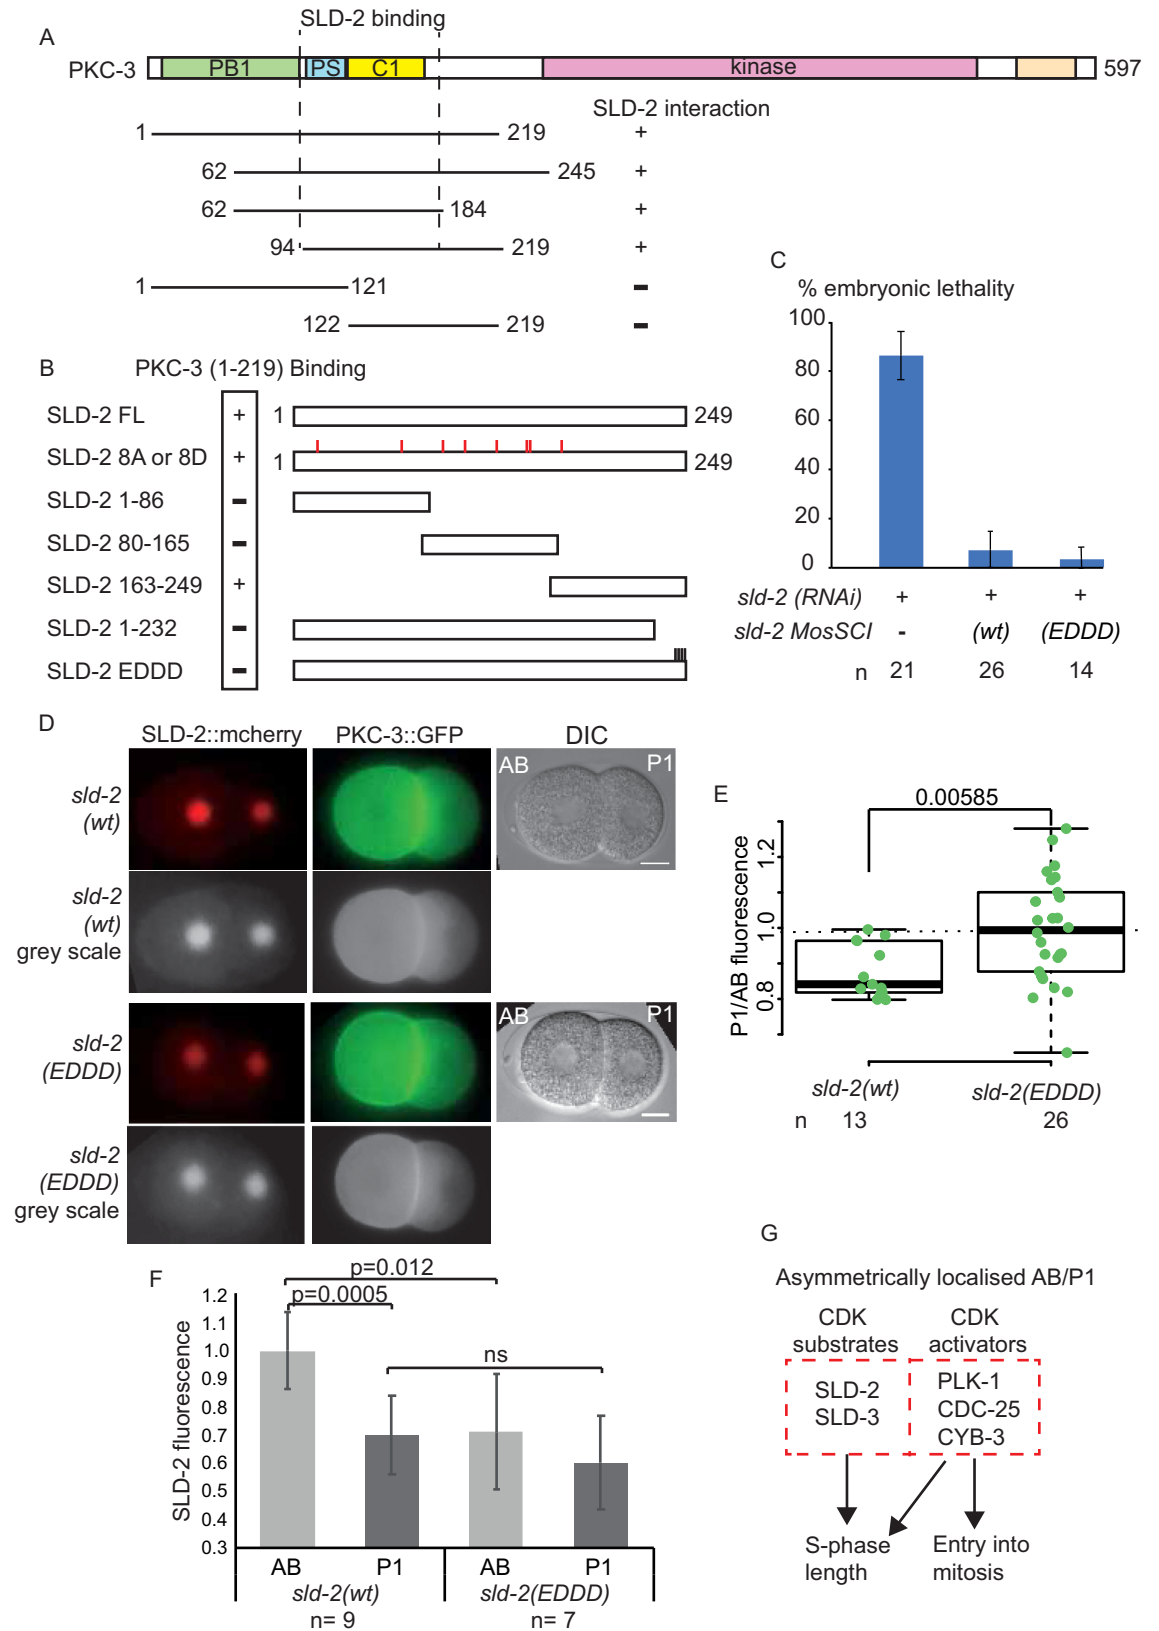 A
SLD-2 binding
PKC-3
PB1
PS
C1
kinase
597
SLD-2 interaction
1 219 +
62 245 +
62 184 +
94 219 +
1 121 -
122 219 -
B
PKC-3 (1-219) Binding
SLD-2 FL + 1 249
SLD-2 8A or 8D + 1 249
SLD-2 1-86 -
SLD-2 80-165 -
SLD-2 163-249 +
SLD-2 1-232 -
SLD-2 EDDD -
C
% embryonic lethality
100
80
60
40
20
0
sld-2 (RNAi) + + +
sld-2 MosSCI - (wt) (EDDD)
n 21 26 14
D
SLD-2::mcherry PKC-3::GFP DIC
sld-2
(wt)
AB P1
sld-2
(wt)
grey scale
sld-2
(EDDD)
AB P1
sld-2
(EDDD)
grey scale
E
0.00585
P1/AB fluorescence
1.2
1.0
0.8
sld-2(wt) sld-2(EDDD)
n 13 26
F
p=0.012
p=0.0005
ns
SLD-2 fluorescence
1.2
1.1
1.0
0.9
0.8
0.7
0.6
0.5
0.4
0.3
AB P1 AB P1
sld-2(wt) sld-2(EDDD)
n= 9 n= 7
G
Asymmetrically localised AB/P1
CDK
substrates
CDK
activators
SLD-2
SLD-3
PLK-1
CDC-25
CYB-3
S-phase
length
Entry into
mitosis